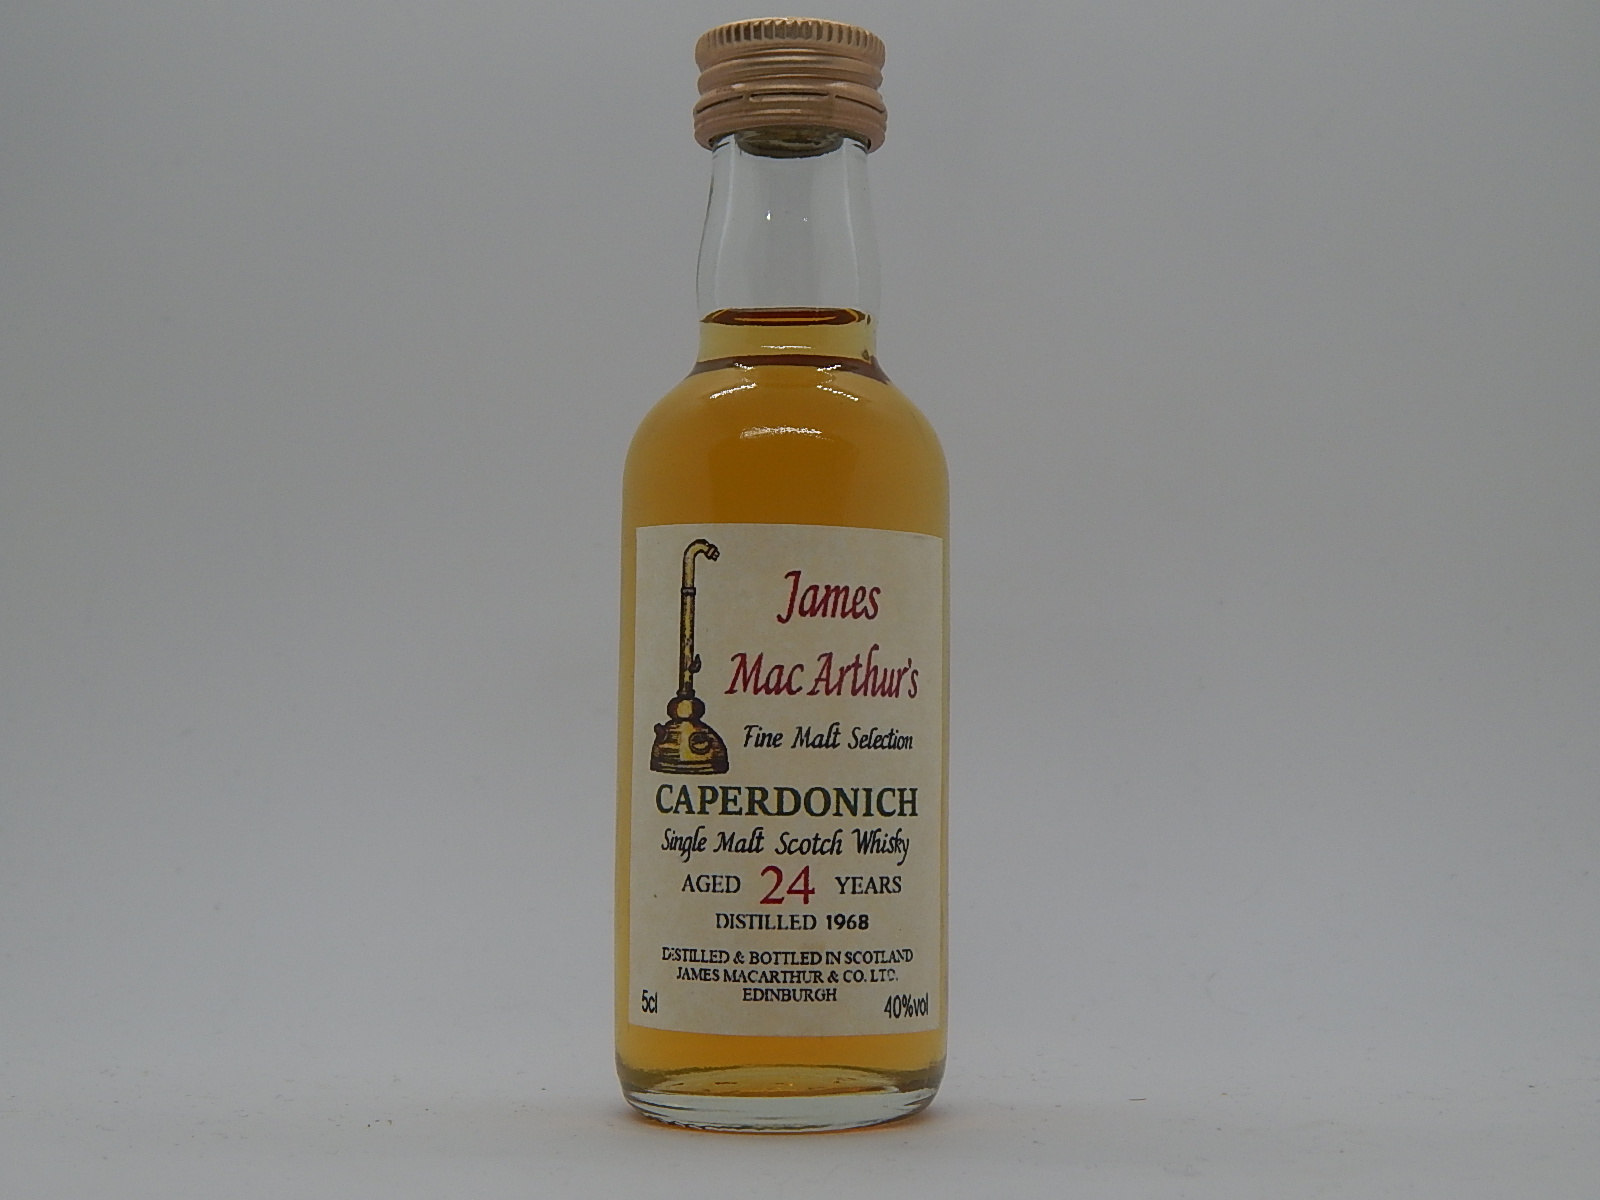 James
Mac Arthur's
Fine Malt Selection
CAPERDONICH
Single Malt Scotch Whisky
AGED 24 YEARS
DISTILLED 1968
DISTILLED & BOTTLED IN SCOTLAND
JAMES MACARTHUR & CO. LTD.
EDINBURGH
5cl 40%vol